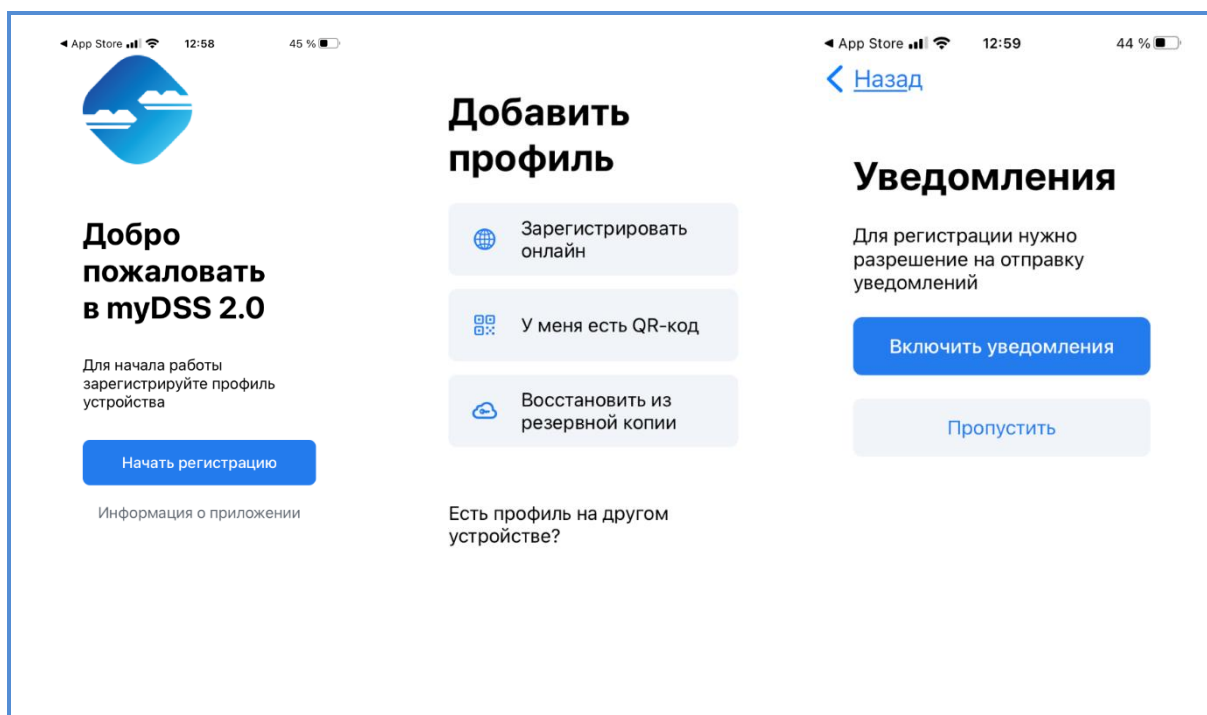 ◀ App Store 12:58 45 %
Добро
пожаловать
в myDSS 2.0
Для начала работы
зарегистрируйте профиль
устройства
Начать регистрацию
Информация о приложении
Добавить
профиль
Зарегистрировать
онлайн
У меня есть QR-код
Восстановить из
резервной копии
Есть профиль на другом
устройстве?
◀ App Store 12:59 44 %
Назад
Уведомления
Для регистрации нужно
разрешение на отправку
уведомлений
Включить уведомления
Пропустить